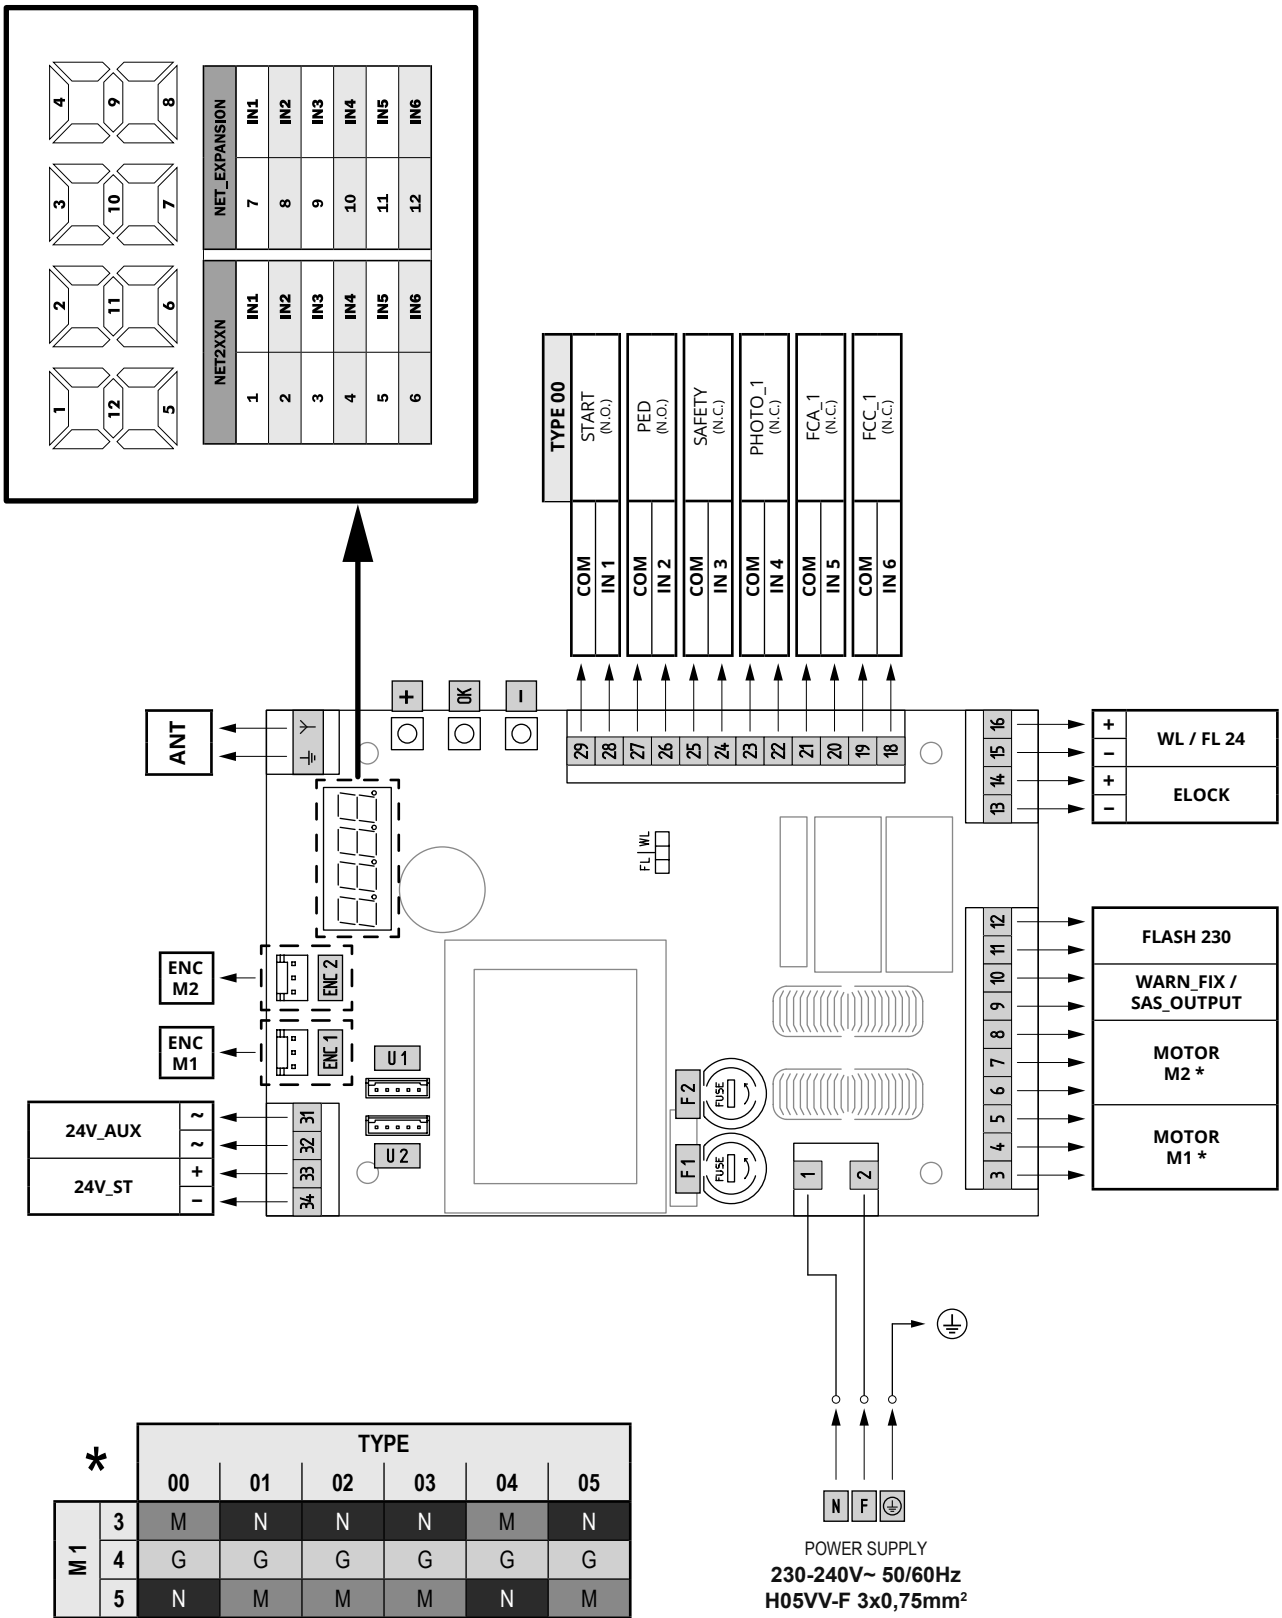 4 9 8
3 10 7
2 11 6
1 12 5
NET_EXPANSION
7 IN1
8 IN2
9 IN3
10 IN4
11 IN5
12 IN6
NET2XXN
1 IN1
2 IN2
3 IN3
4 IN4
5 IN5
6 IN6
TYPE 00
START (N.O.)
PED (N.O.)
SAFETY (N.C.)
PHOTO_1 (N.C.)
FCA_1 (N.C.)
FCC_1 (N.C.)
COM IN 1
COM IN 2
COM IN 3
COM IN 4
COM IN 5
COM IN 6
+ OK -
29 28 27 26 25 24 23 22 21 20 19 18
ANT
FL WL
16 + WL / FL 24
15 –
14 + ELOCK
13 –
12 FLASH 230
11
10 WARN_FIX /
9 SAS_OUTPUT
8
7 MOTOR
6 M2 *
5
4 MOTOR
3 M1 *
ENC
M2
ENC 2
ENC
M1
ENC 1
U 1
U 2
F 2 FUSE
F 1 FUSE
24V_AUX ~ 31
~ 32
24V_ST + 33
– 34
1 2
N F
POWER SUPPLY
230-240V~ 50/60Hz
H05VV-F 3x0,75mm²
* TYPE
00 01 02 03 04 05
M 1
3 M N N N M N
4 G G G G G G
5 N M M M N M